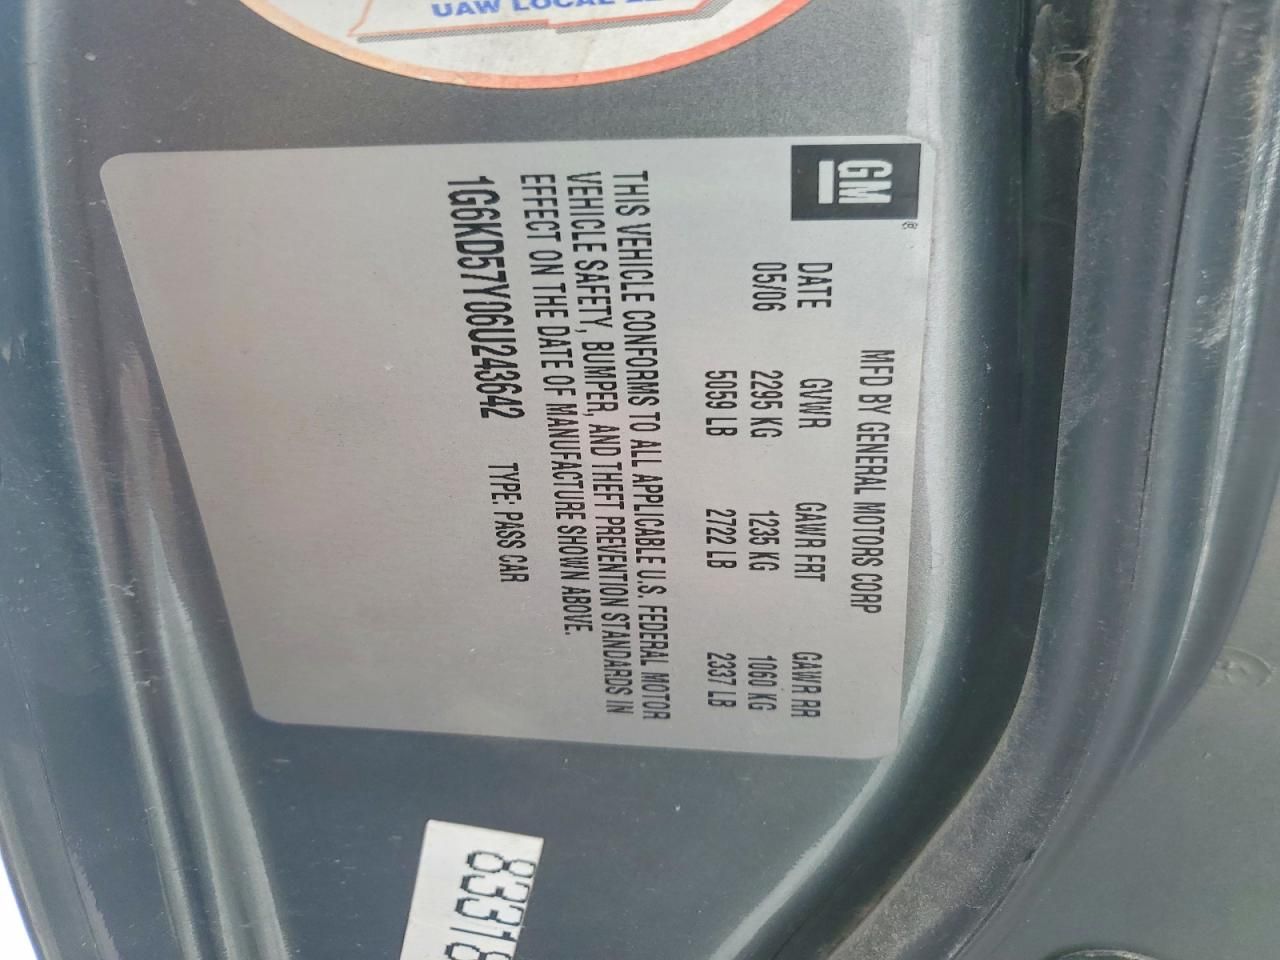 UAW LOCAL
GM®
MFD BY GENERAL MOTORS CORP
DATE GVWR GAWR FRT GAWR RR
05/06 2295 KG 1235 KG 1060 KG
5059 LB 2722 LB 2337 LB
THIS VEHICLE CONFORMS TO ALL APPLICABLE U.S. FEDERAL MOTOR
VEHICLE SAFETY, BUMPER, AND THEFT PREVENTION STANDARDS IN
EFFECT ON THE DATE OF MANUFACTURE SHOWN ABOVE.
1G6KD57Y06U243642 TYPE: PASS CAR
83318